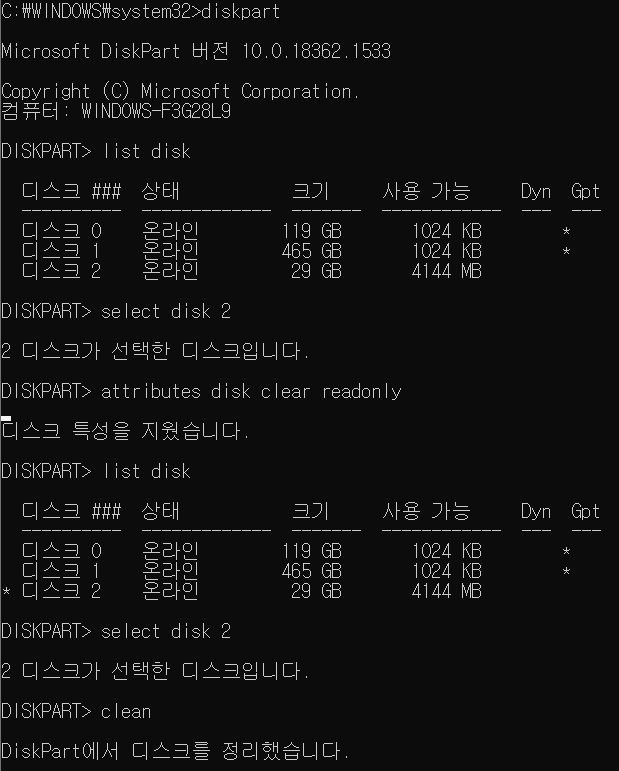 C:₩WINDOWS₩system32>diskpart
Microsoft DiskPart 버전 10.0.18362.1533
Copyright (C) Microsoft Corporation.
컴퓨터: WINDOWS-F3G28L9
DISKPART> list disk
디스크 ###  상태           크기     사용 가능     Dyn  Gpt
----------  -------------  -------  ------------  ---  ---
디스크 0    온라인        119 GB       1024 KB        *
디스크 1    온라인        465 GB       1024 KB        *
디스크 2    온라인         29 GB       4144 MB
DISKPART> select disk 2
2 디스크가 선택한 디스크입니다.
DISKPART> attributes disk clear readonly
디스크 특성을 지웠습니다.
DISKPART> list disk
디스크 ###  상태           크기     사용 가능     Dyn  Gpt
----------  -------------  -------  ------------  ---  ---
디스크 0    온라인        119 GB       1024 KB        *
디스크 1    온라인        465 GB       1024 KB        *
* 디스크 2    온라인         29 GB       4144 MB
DISKPART> select disk 2
2 디스크가 선택한 디스크입니다.
DISKPART> clean
DiskPart에서 디스크를 정리했습니다.